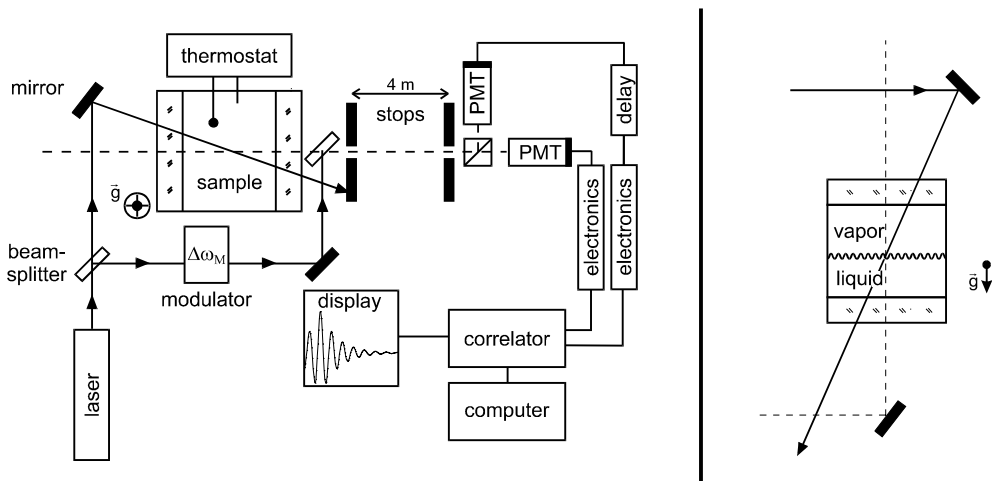 thermostat
mirror
4 m
stops
PMT
delay
PMT
sample
g⃗
electronics
electronics
beam-
splitter
Δω_M
modulator
display
correlator
laser
computer
vapor
liquid
g⃗